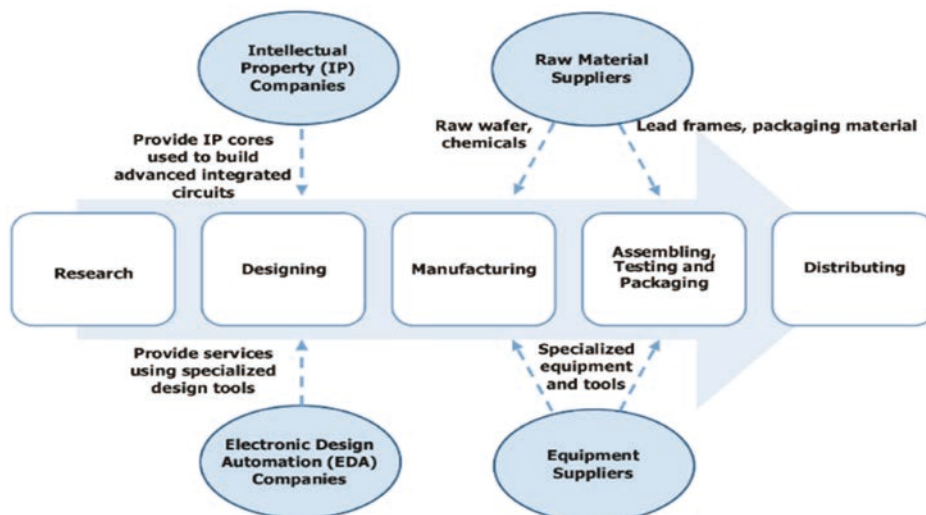 Intellectual
Property (IP)
Companies
Raw Material
Suppliers
Provide IP cores
used to build
advanced integrated
circuits
Raw wafer,
chemicals
Lead frames, packaging material
Research
Designing
Manufacturing
Assembling,
Testing and
Packaging
Distributing
Provide services
using specialized
design tools
Specialized
equipment
and tools
Electronic Design
Automation (EDA)
Companies
Equipment
Suppliers